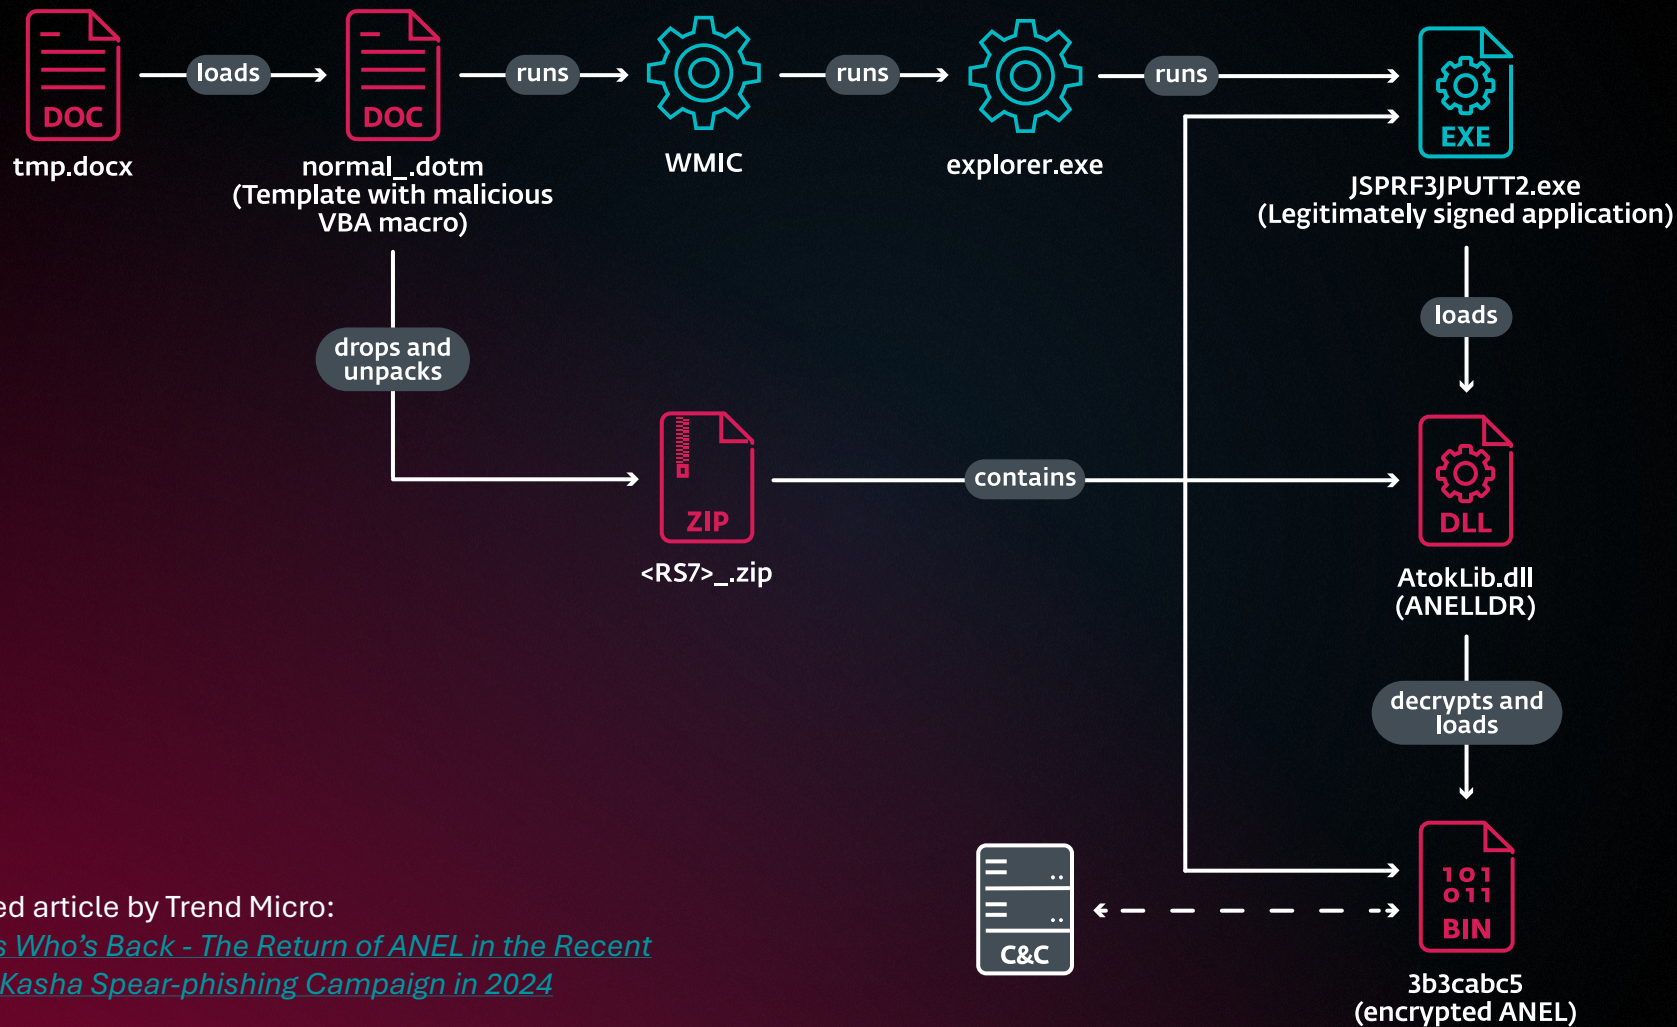 loads
runs
runs
runs
DOC
DOC
EXE
tmp.docx
normal_.dotm
(Template with malicious
VBA macro)
WMIC
explorer.exe
JSPRF3JPUTT2.exe
(Legitimately signed application)
loads
drops and
unpacks
ZIP
contains
DLL
<RS7>_.zip
AtokLib.dll
(ANELLDR)
decrypts and
loads
101
011
BIN
C&C
3b3cabc5
(encrypted ANEL)
ed article by Trend Micro:
s Who's Back - The Return of ANEL in the Recent
Kasha Spear-phishing Campaign in 2024